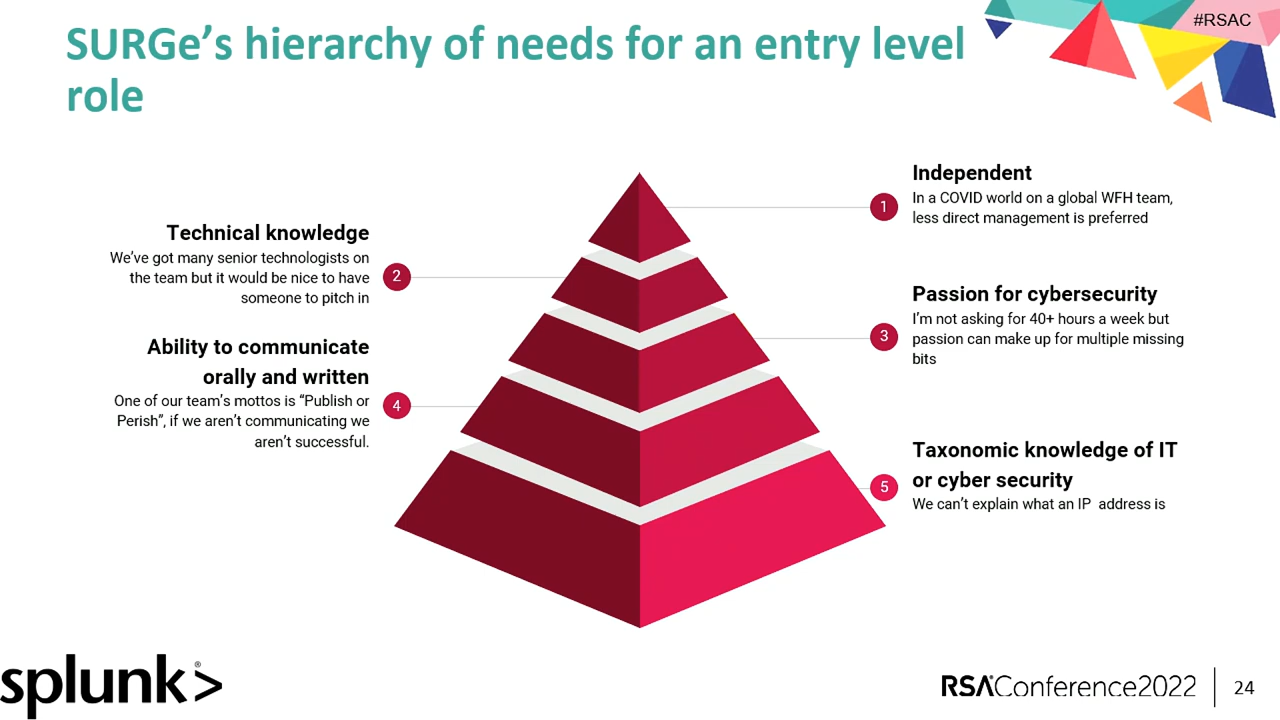 #RSAC
SURGe’s hierarchy of needs for an entry level
role
Independent
In a COVID world on a global WFH team,
less direct management is preferred
1
Technical knowledge
We’ve got many senior technologists on
the team but it would be nice to have
someone to pitch in
2
Passion for cybersecurity
I’m not asking for 40+ hours a week but
passion can make up for multiple missing
bits
3
Ability to communicate
orally and written
One of our team’s mottos is “Publish or
Perish”, if we aren’t communicating we
aren’t successful.
4
Taxonomic knowledge of IT
or cyber security
We can’t explain what an IP  address is
5
splunk®>
RSAConference2022
24